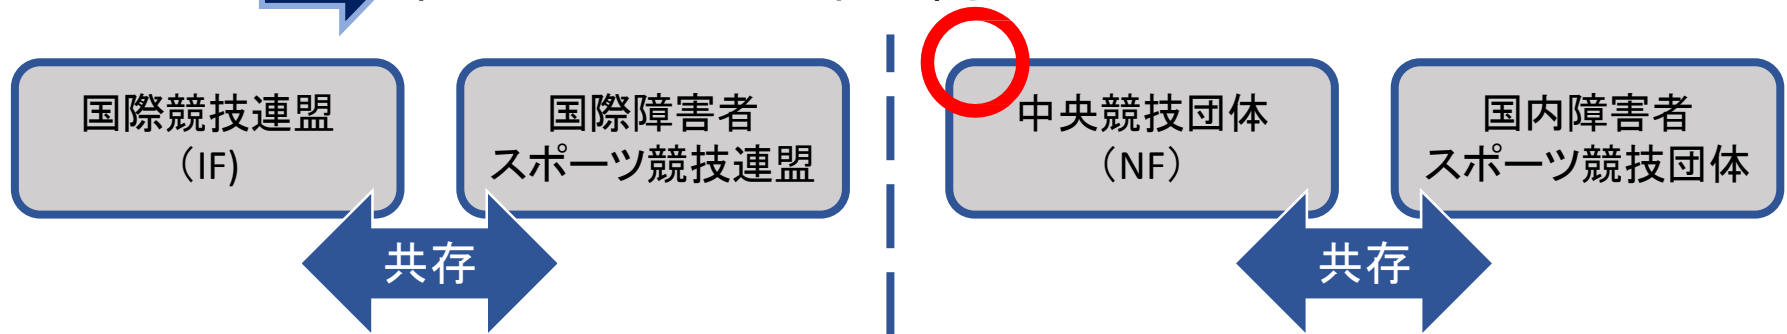 国際競技連盟
（IF)
国際障害者
スポーツ競技連盟
共存
中央競技団体
（NF）
国内障害者
スポーツ競技団体
共存